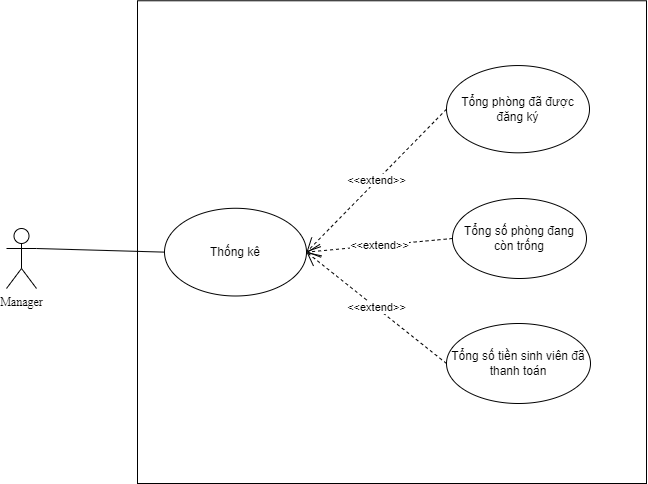 Tổng phòng đã được
đăng ký
<<extend>>
Tổng số phòng đang
còn trống
<<extend>>
Thống kê
Manager
<<extend>>
Tổng số tiền sinh viên đã
thanh toán